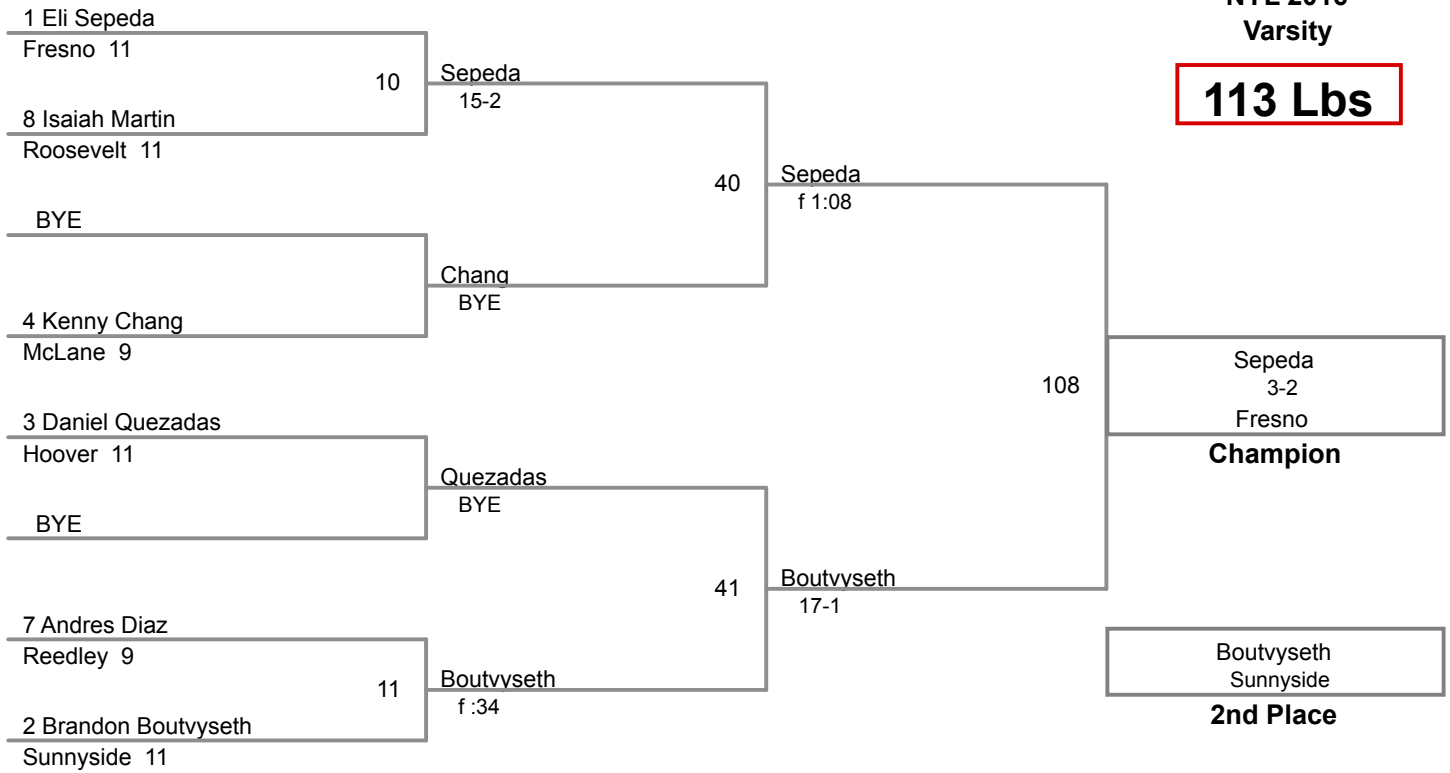 NYL 2016
Varsity
113 Lbs
1 Eli Sepeda
Fresno 11
10
Sepeda
15-2
8 Isaiah Martin
Roosevelt 11
40
Sepeda
f 1:08
BYE
Chang
BYE
4 Kenny Chang
McLane 9
108
Sepeda
3-2
Fresno
Champion
3 Daniel Quezadas
Hoover 11
Quezadas
BYE
BYE
41
Boutvyseth
17-1
7 Andres Diaz
Reedley 9
11
Boutvyseth
f :34
2 Brandon Boutvyseth
Sunnyside 11
Boutvyseth
Sunnyside
2nd Place